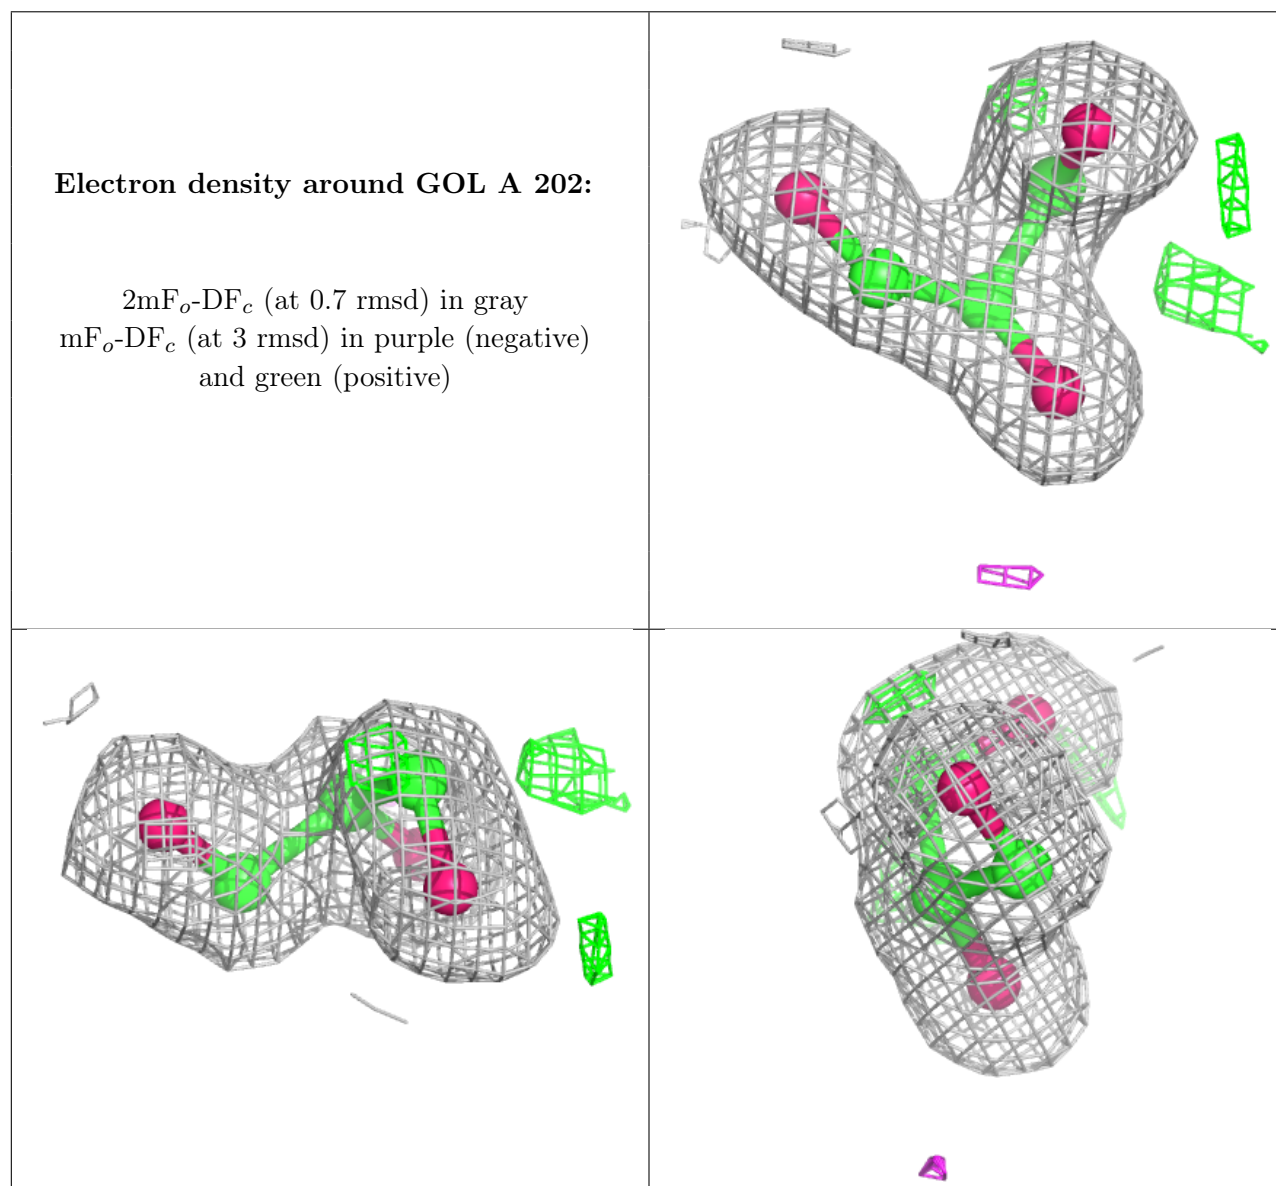 Electron density around GOL A 202:
2mFo-DFc (at 0.7 rmsd) in gray
mFo-DFc (at 3 rmsd) in purple (negative)
and green (positive)